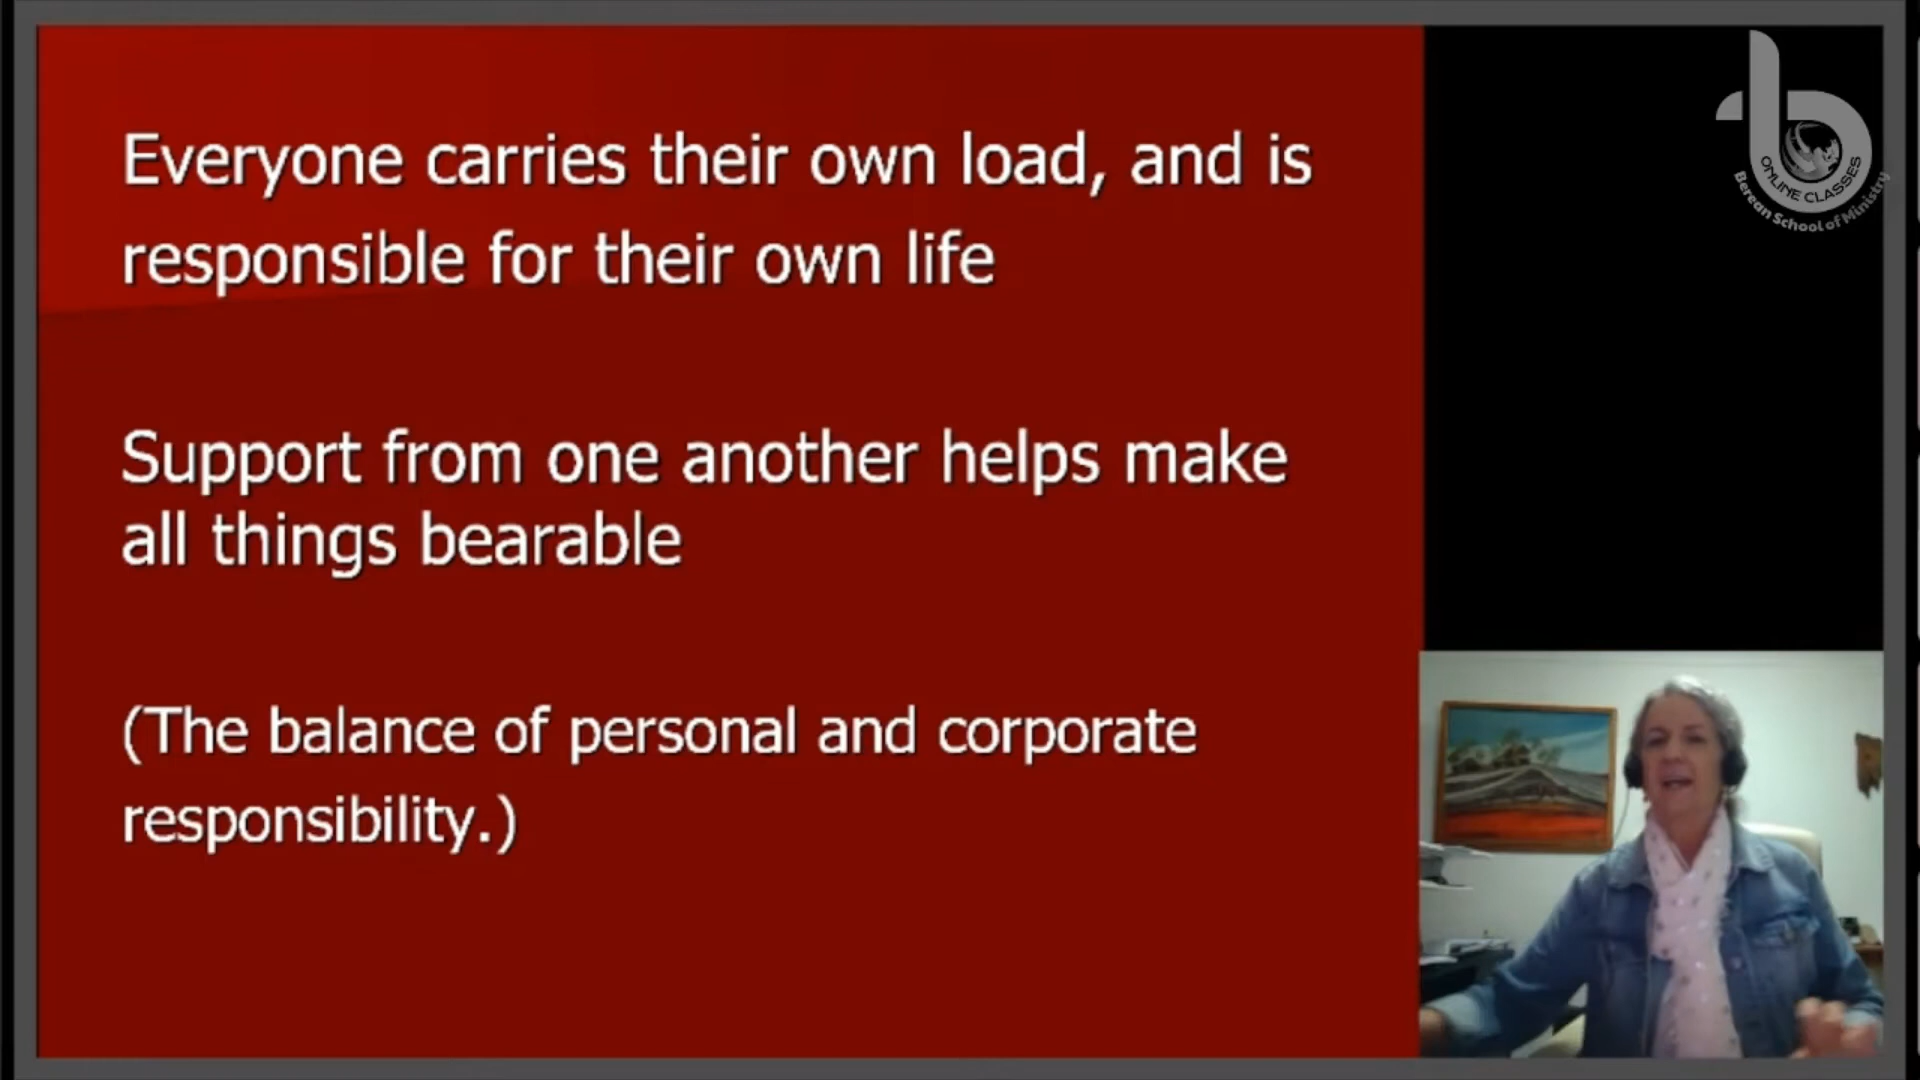 Everyone carries their own load, and is
responsible for their own life
Support from one another helps make
all things bearable
(The balance of personal and corporate
responsibility.)
ONLINE CLASSES
Berean School of Ministry